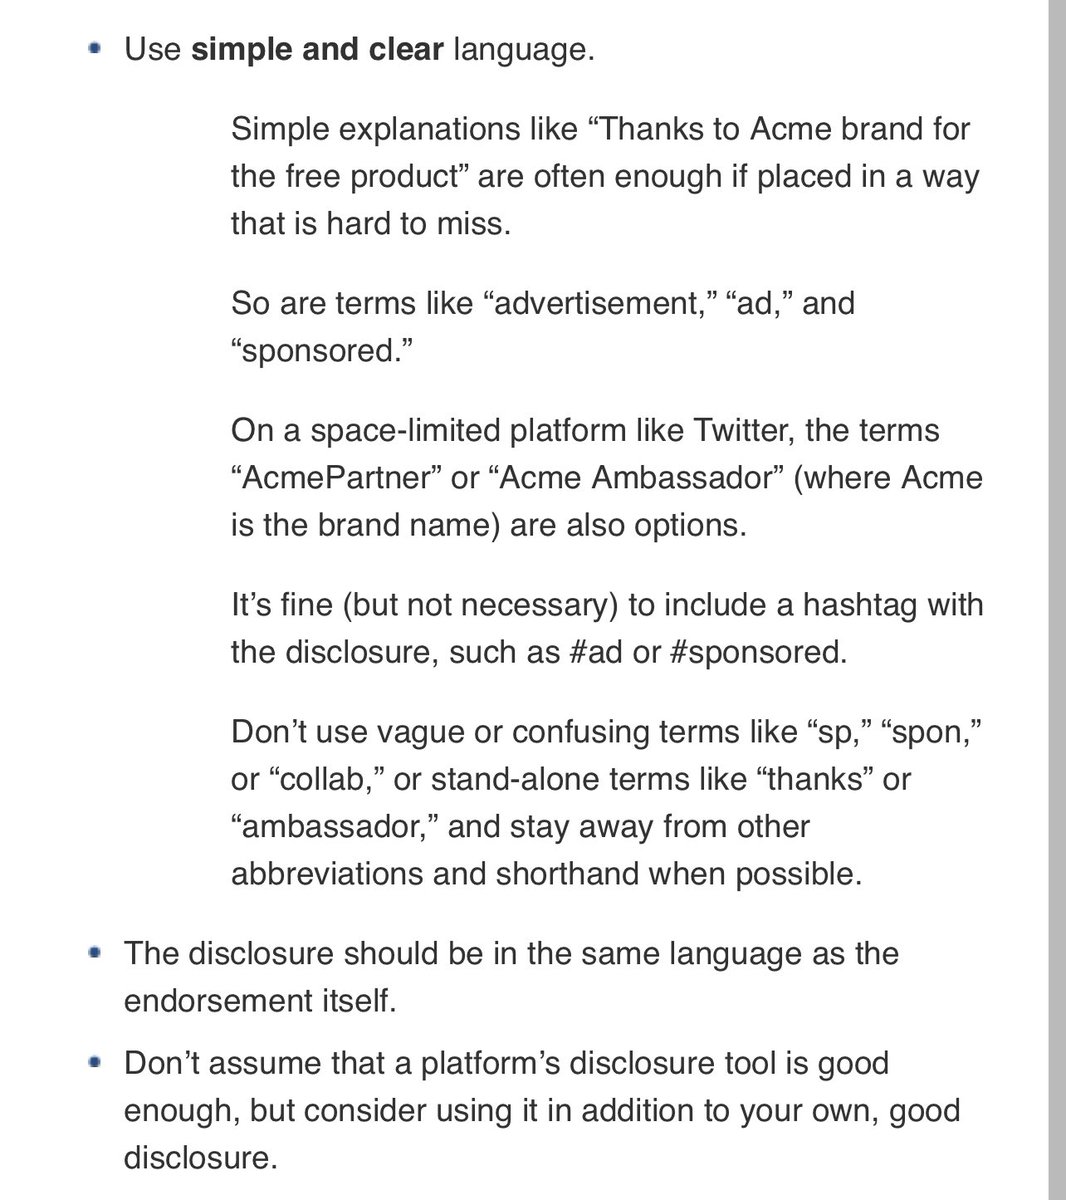 Use simple and clear language.
Simple explanations like “Thanks to Acme brand for
the free product” are often enough if placed in a way
that is hard to miss.
So are terms like “advertisement,” “ad,” and
“sponsored.”
On a space-limited platform like Twitter, the terms
“AcmePartner” or “Acme Ambassador” (where Acme
is the brand name) are also options.
It’s fine (but not necessary) to include a hashtag with
the disclosure, such as #ad or #sponsored.
Don’t use vague or confusing terms like “sp,” “spon,”
or “collab,” or stand-alone terms like “thanks” or
“ambassador,” and stay away from other
abbreviations and shorthand when possible.
The disclosure should be in the same language as the
endorsement itself.
Don’t assume that a platform’s disclosure tool is good
enough, but consider using it in addition to your own, good
disclosure.